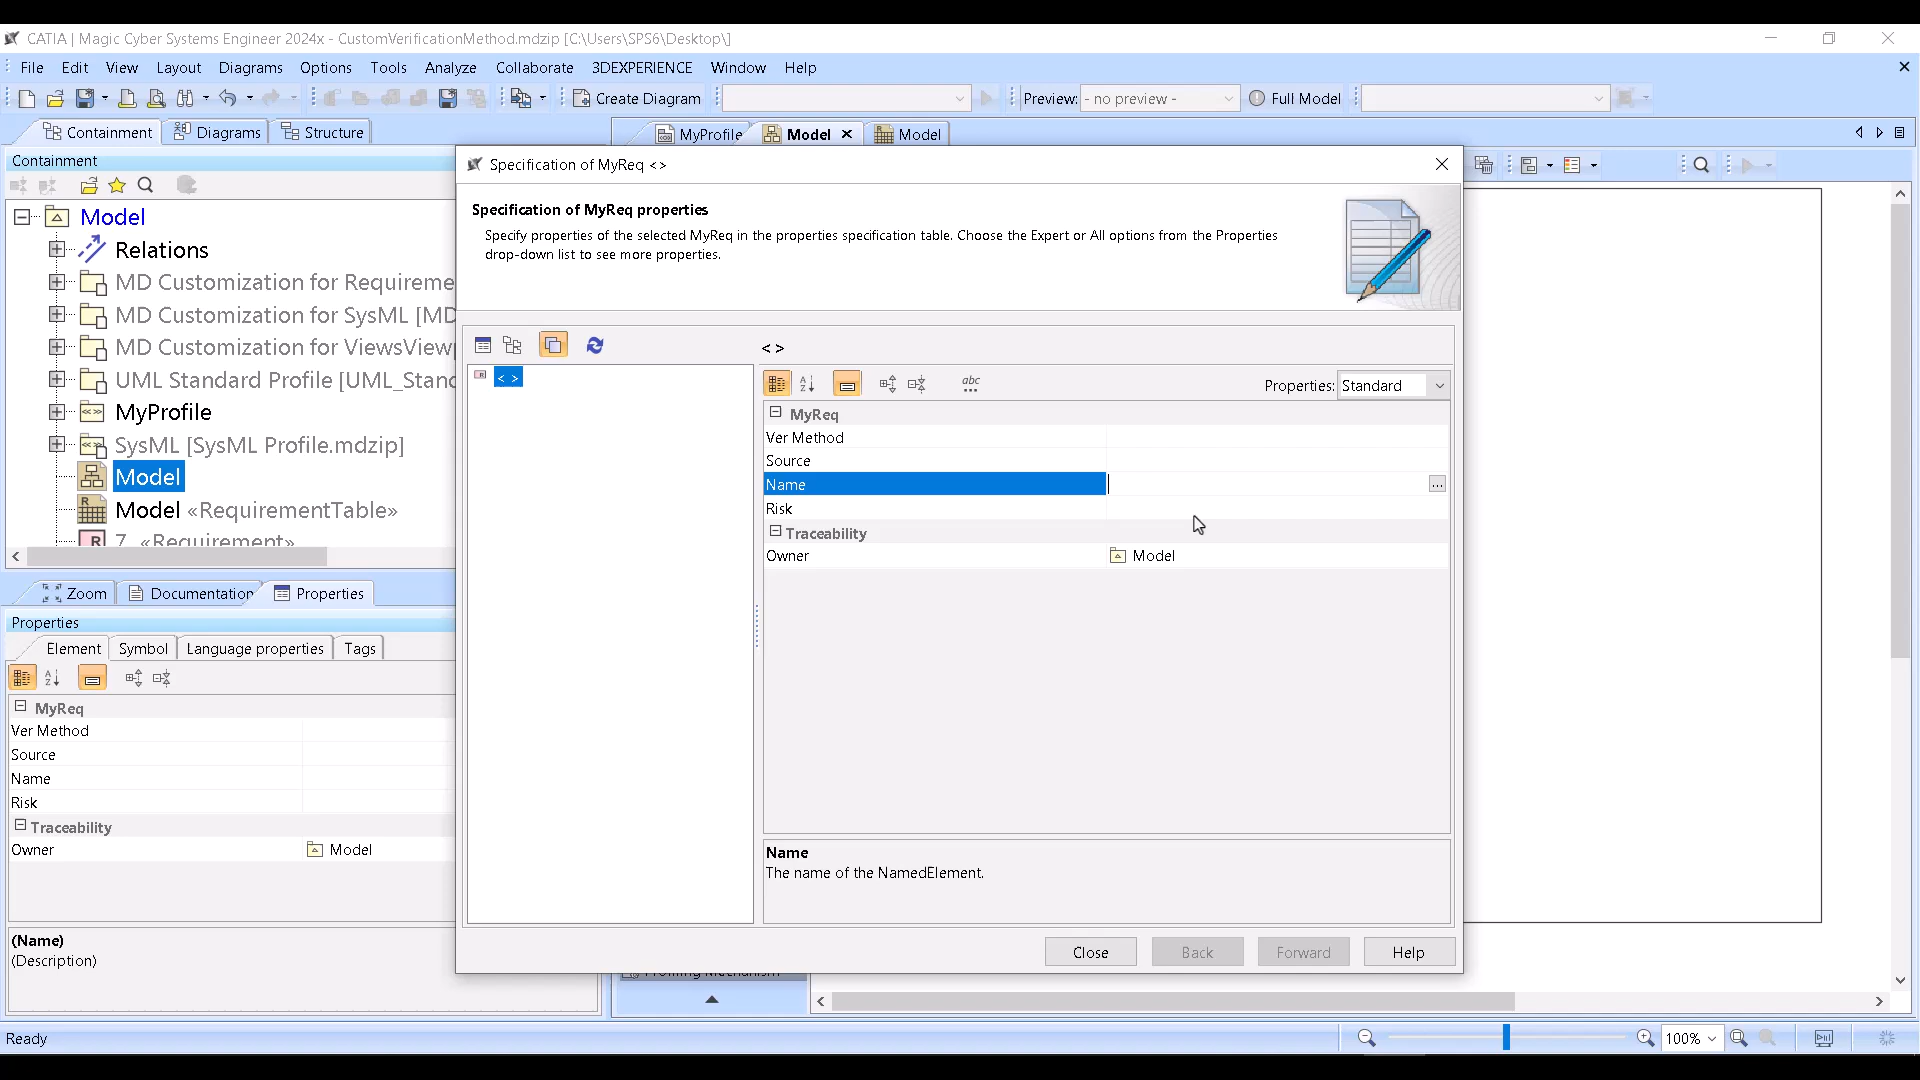 CATIA | Magic Cyber Systems Engineer 2024x - CustomVerificationMethod.mdzip [C:\Users\SPS6\Desktop\]
File Edit View Layout Diagrams Options Tools Analyze Collaborate 3DEXPERIENCE Window Help
Create Diagram Preview: - no preview - Full Model
Containment Diagrams Structure
MyProfile Model Model
Containment
Model
Relations
MD Customization for Requireme
MD Customization for SysML [MD
MD Customization for ViewsView
UML Standard Profile [UML_Stanc
MyProfile
SysML [SysML Profile.mdzip]
Model
Model «RequirementTable»
7 «Requirement»
Zoom Documentation Properties
Properties
Element Symbol Language properties Tags
MyReq
Ver Method
Source
Name
Risk
Traceability
Owner Model
(Name)
(Description)
Specification of MyReq <>
Specification of MyReq properties
Specify properties of the selected MyReq in the properties specification table. Choose the Expert or All options from the Properties
drop-down list to see more properties.
< >
< >
abc
Properties: Standard
MyReq
Ver Method
Source
Name
Risk
Traceability
Owner Model
Name
The name of the NamedElement.
Close Back Forward Help
Ready
100%